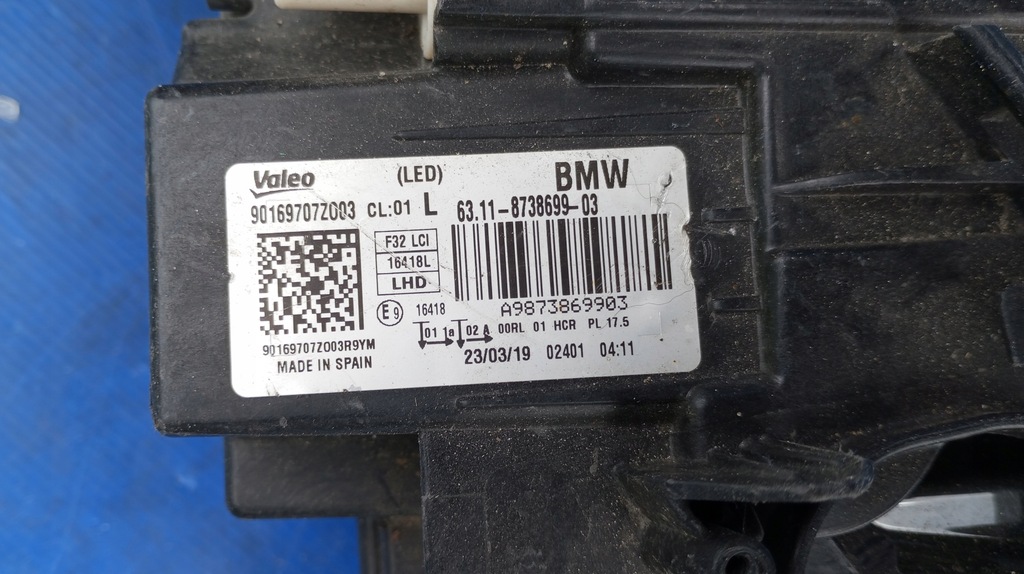 Valeo (LED) BMW
90169707Z003 CL:01 L 63.11-8738699-03
F32 LCI
16418L
LHD
E9 16418 A9873869903
01 1a 02 A 00RL 01 HCR PL 17.5
90169707Z003R9YM
23/03/19 02401 04:11
MADE IN SPAIN